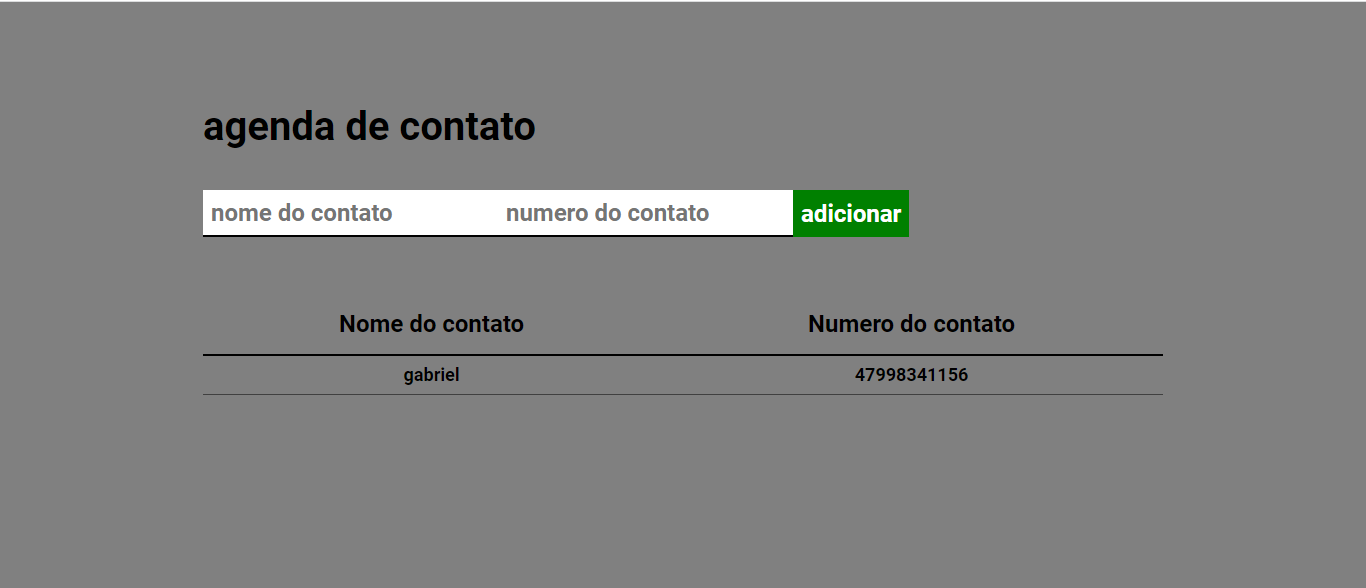 agenda de contato
nome do contato numero do contato adicionar
Nome do contato Numero do contato
gabriel 47998341156